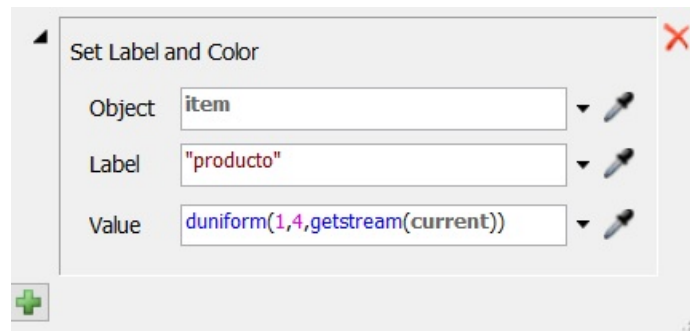 Set Label and Color
Object item
Label "producto"
Value duniform(1,4,getstream(current))